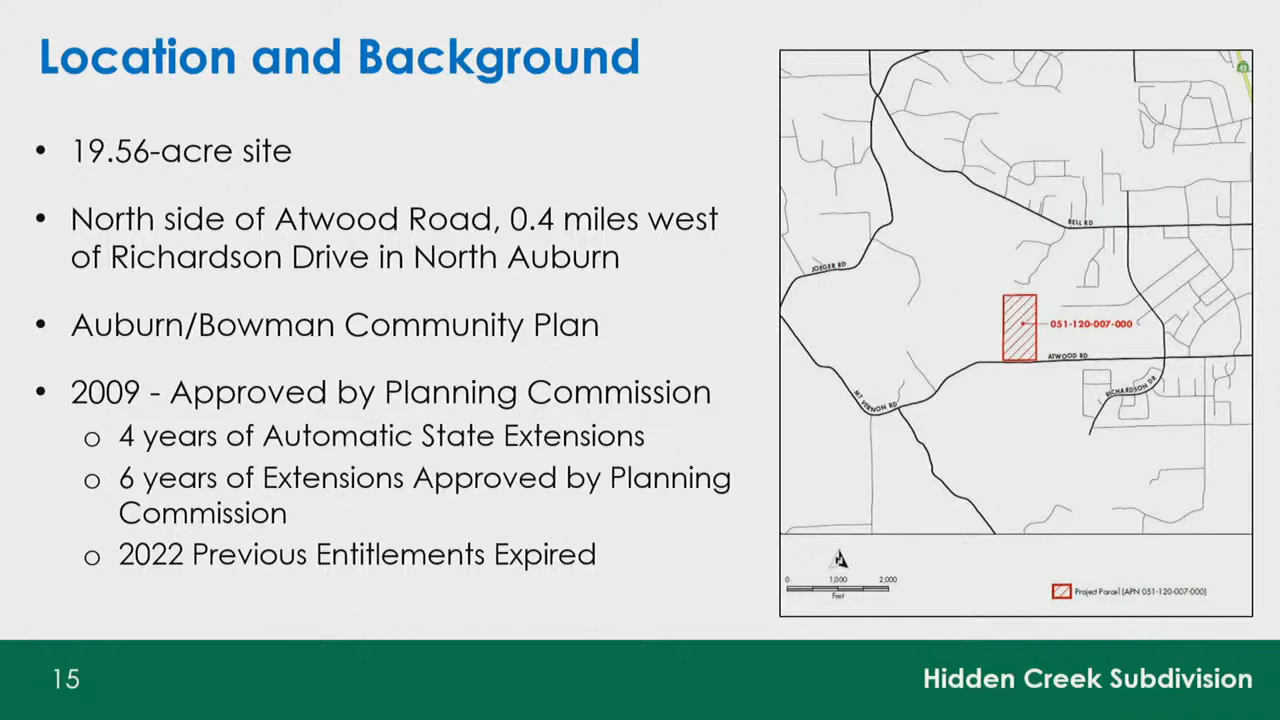 Location and Background
• 19.56-acre site
• North side of Atwood Road, 0.4 miles west
of Richardson Drive in North Auburn
• Auburn/Bowman Community Plan
• 2009 - Approved by Planning Commission
o 4 years of Automatic State Extensions
o 6 years of Extensions Approved by Planning
Commission
o 2022 Previous Entitlements Expired
49
BELL RD
JOEGER RD
051-120-007-000
ATWOOD RD
RICHARDSON DR
MT VERNON RD
N
0 1,000 2,000
Feet
Project Parcel (APN 051-120-007-000)
15
Hidden Creek Subdivision